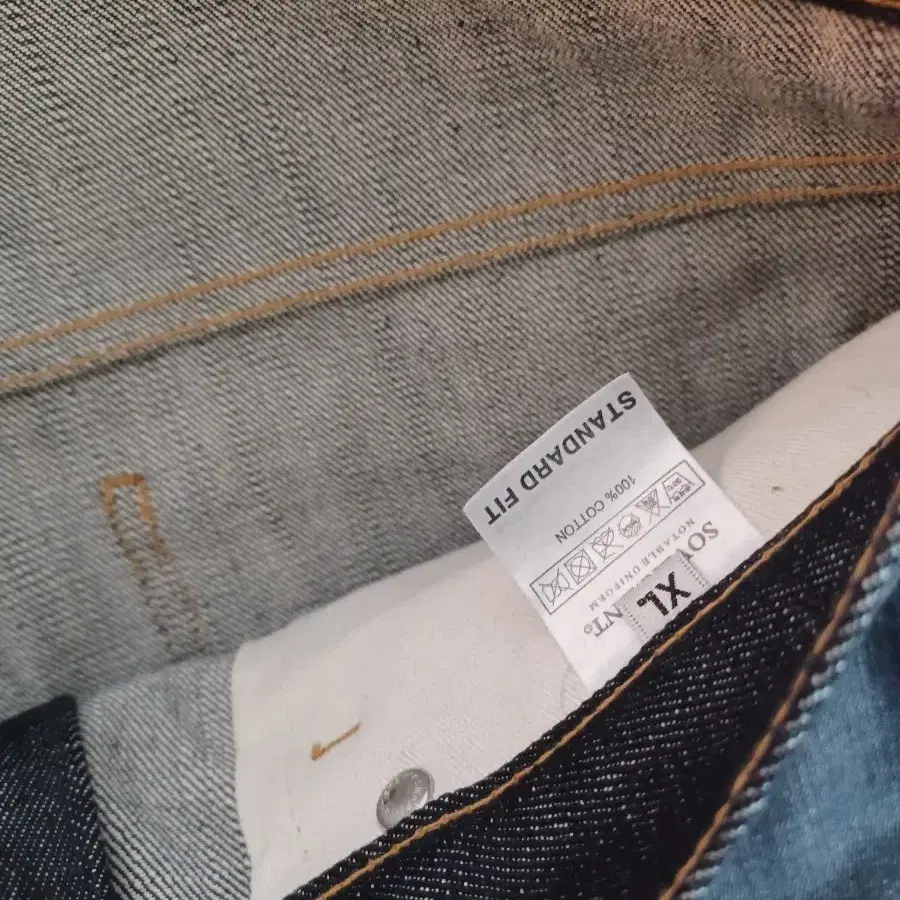 STANDARD FIT
100% COTTON
NOTABLE UNIFORM
XL